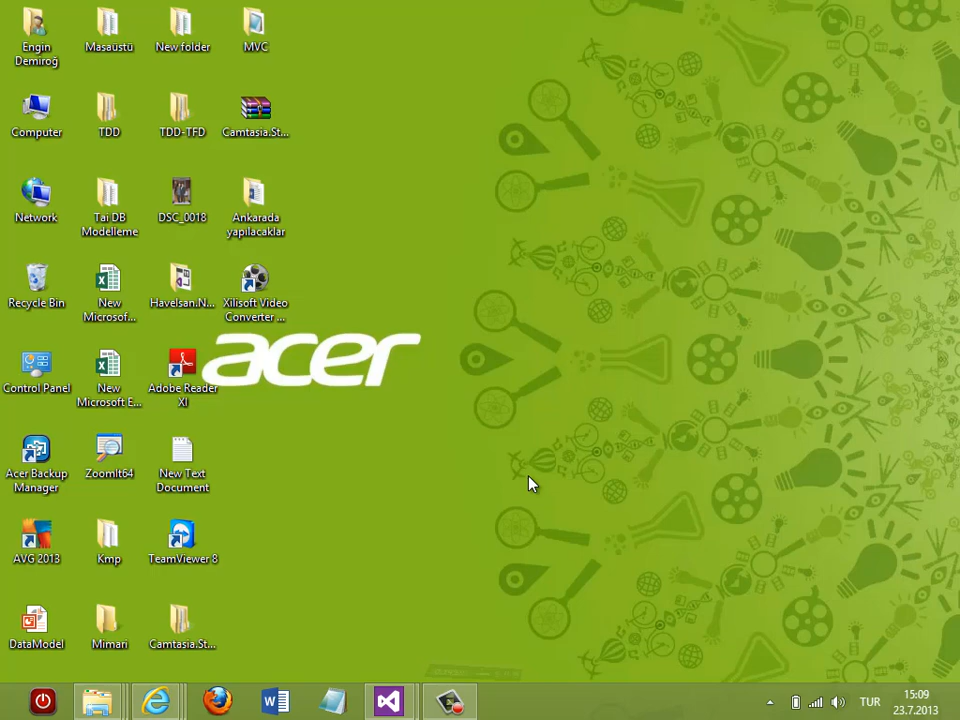 Engin
Demiroğ
Masaüstü
New folder
MVC
Computer
TDD
TDD-TFD
Camtasia.St...
Network
Tai DB
Modelleme
DSC_0018
Ankarada
yapılacaklar
Recycle Bin
New
Microsof...
Havelsan.N...
Xilisoft Video
Converter ...
acer
Control Panel
New
Microsoft E...
Adobe Reader
XI
Acer Backup
Manager
ZoomIt64
New Text
Document
AVG 2013
Kmp
TeamViewer 8
DataModel
Mimari
Camtasia.St...
TUR
15:09
23.7.2013